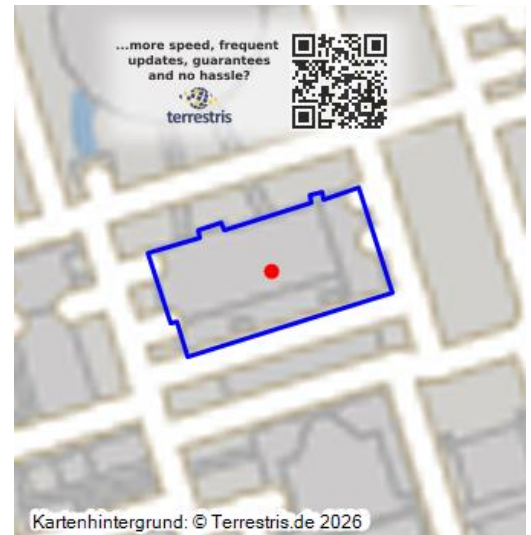 ...more speed, frequent
updates, guarantees
and no hassle?
terrestris
Kartenhintergrund: © Terrestris.de 2026